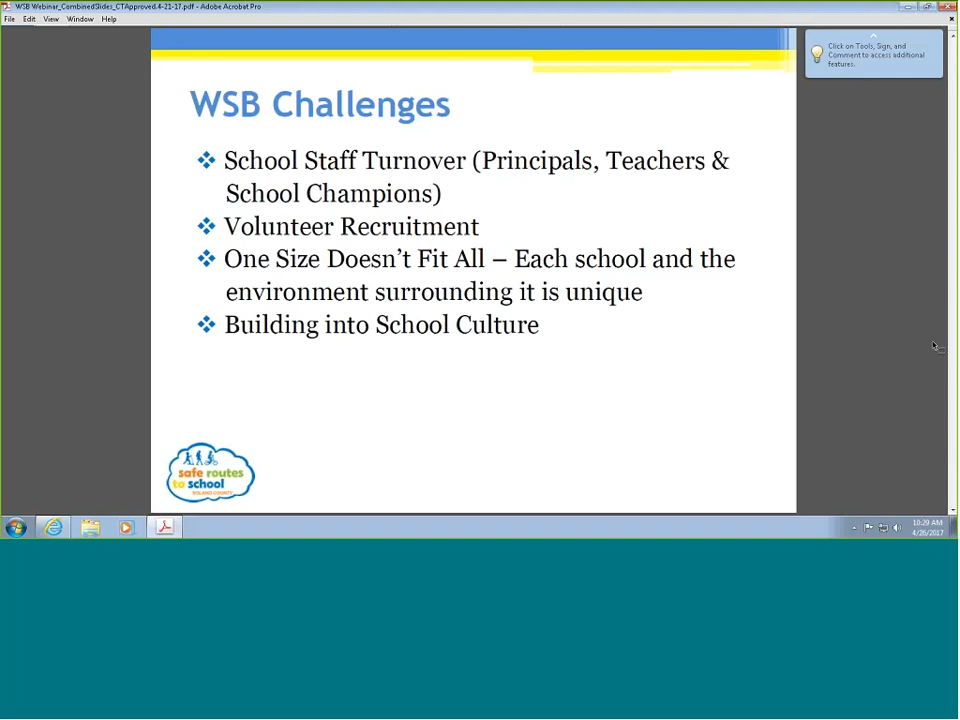 WSB Webinar_CombinedSlides_CTApproved.4-21-17.pdf - Adobe Acrobat Pro
File Edit View Window Help
Click on Tools, Sign, and
Comment to access additional
features.
WSB Challenges
School Staff Turnover (Principals, Teachers &
School Champions)
Volunteer Recruitment
One Size Doesn’t Fit All – Each school and the
environment surrounding it is unique
Building into School Culture
safe routes
to school
SOLANO COUNTY
10:29 AM
4/26/2017